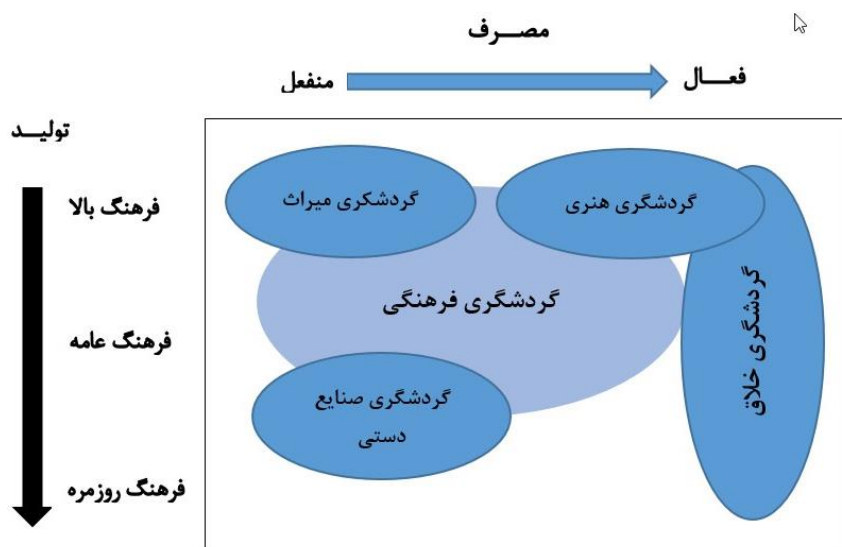 مصـــرف
فعـــال
منفعل
تولیــد
فرهنگ بالا
فرهنگ عامه
فرهنگ روزمره
گردشگری هنری
گردشکری میراث
گردشگری فرهنگی
گردشگری خلاق
گردشگری صنایع
دستی